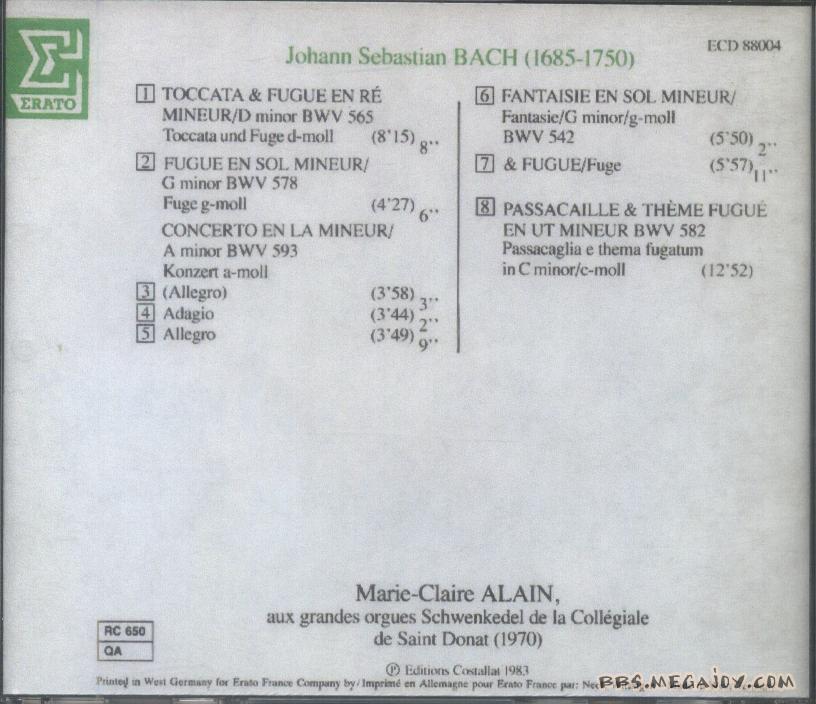 ERATO
Johann Sebastian BACH (1685-1750)
ECD 88004
1 TOCCATA & FUGUE EN RÉ
MINEUR/D minor BWV 565
Toccata und Fuge d-moll (8'15) 8''
2 FUGUE EN SOL MINEUR/
G minor BWV 578
Fuge g-moll (4'27) 6''
CONCERTO EN LA MINEUR/
A minor BWV 593
Konzert a-moll
3 (Allegro) (3'58) 3''
4 Adagio (3'44) 2''
5 Allegro (3'49) 9''
6 FANTAISIE EN SOL MINEUR/
Fantasie/G minor/g-moll
BWV 542 (5'50) 2''
7 & FUGUE/Fuge (5'57) 11''
8 PASSACAILLE & THÈME FUGUÉ
EN UT MINEUR BWV 582
Passacaglia e thema fugatum
in C minor/c-moll (12'52)
Marie-Claire ALAIN,
aux grandes orgues Schwenkedel de la Collégiale
de Saint Donat (1970)
RC 650
QA
℗ Editions Costallat 1983
Printed in West Germany for Erato France Company by/Imprimé en Allemagne pour Erato France par:
BBS.MEGAJOY.COM